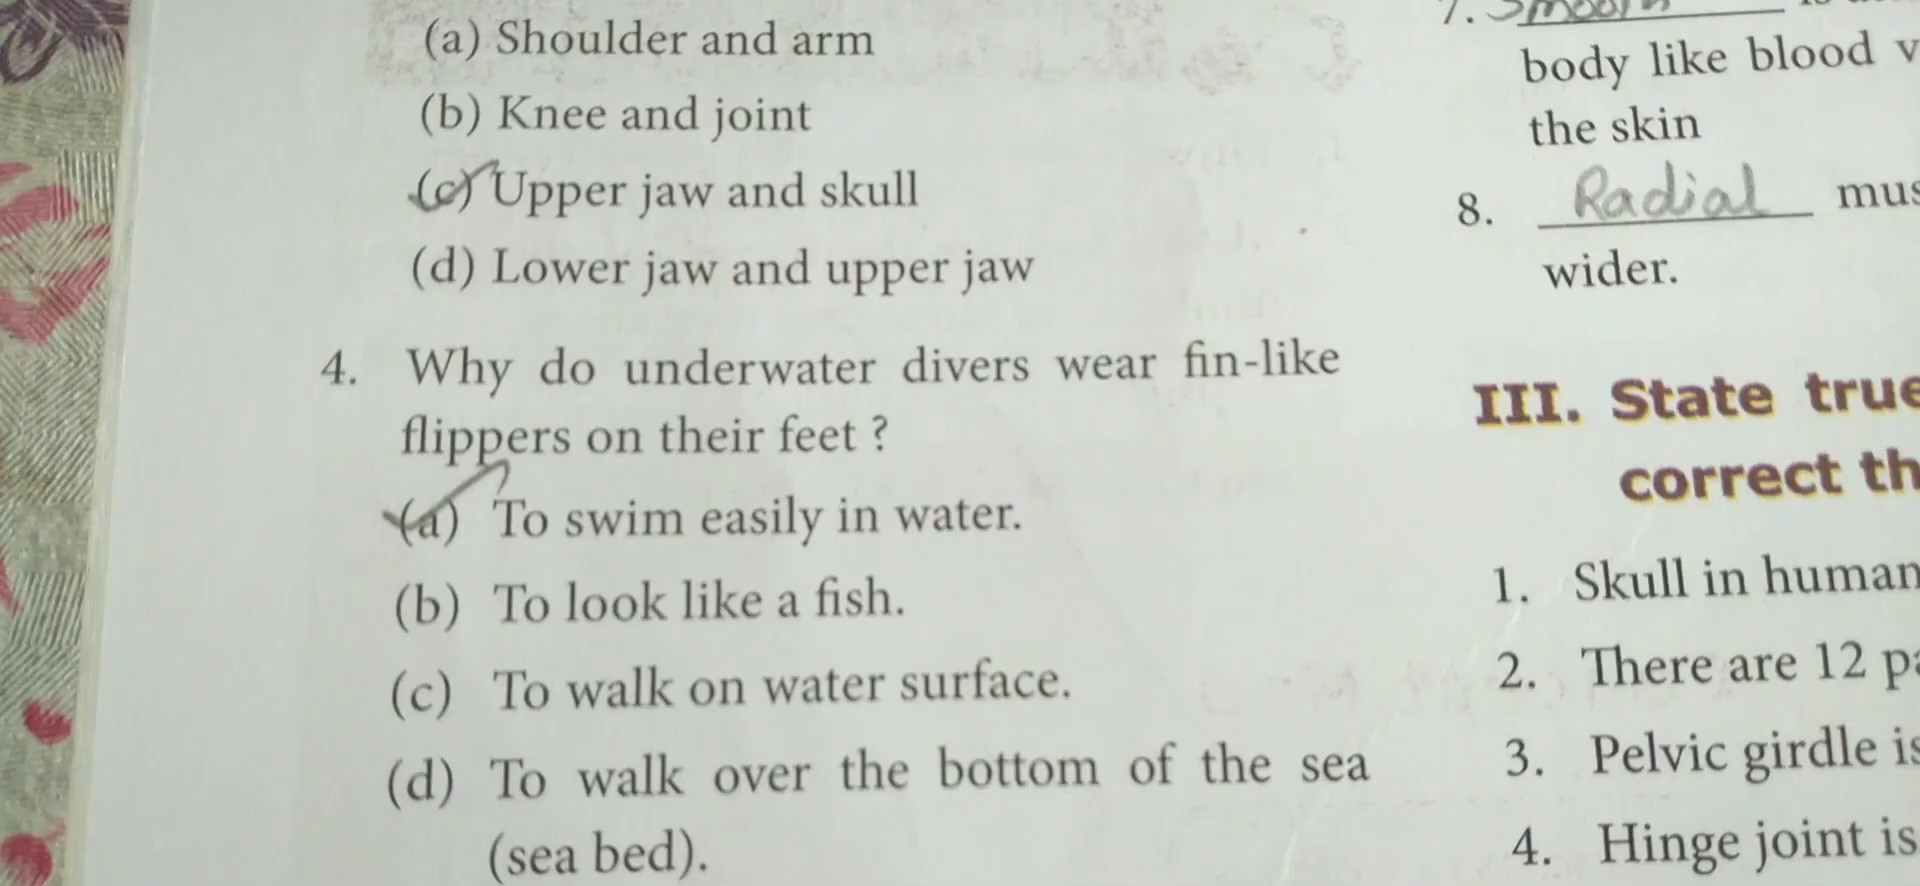 (a) Shoulder and arm
(b) Knee and joint
(c) Upper jaw and skull
(d) Lower jaw and upper jaw
4. Why do underwater divers wear fin-like
flippers on their feet ?
(a) To swim easily in water.
(b) To look like a fish.
(c) To walk on water surface.
(d) To walk over the bottom of the sea
(sea bed).
7. Smooth
body like blood
the skin
8. Radial
wider.
III. State true
correct
1. Skull in human
2. There are 12
3. Pelvic girdle is
4. Hinge joint is